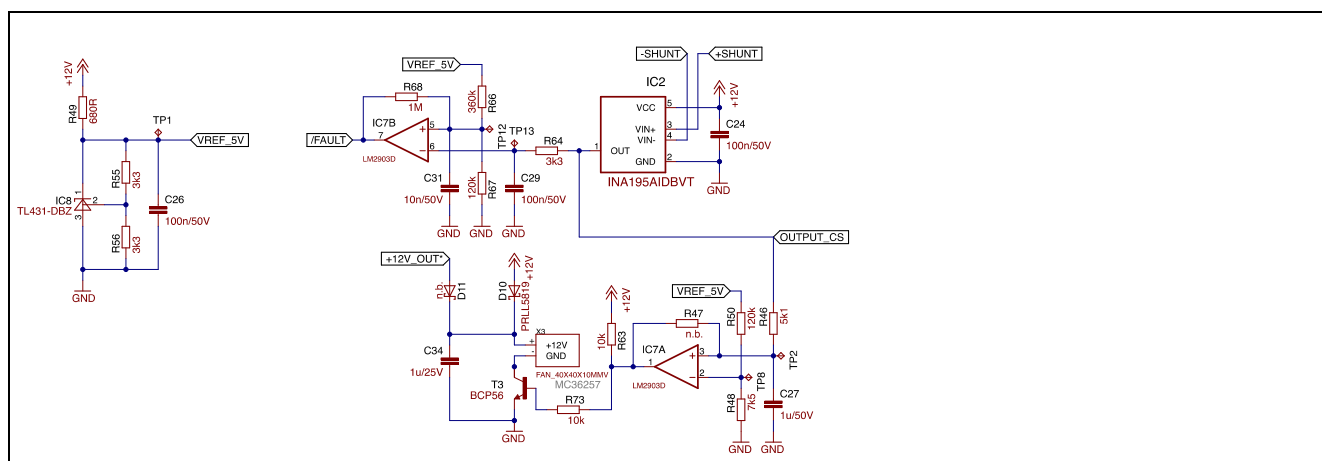 +12V
R49
680R
TP1
VREF_5V
R55
3k3
IC8
TL431-DBZ
1
2
3
R56
3k3
C26
100n/50V
GND
VREF_5V
R68
1M
R66
360k
/FAULT
IC7B
7
5
6
+
-
LM2903D
TP12
TP13
R64
3k3
C31
10n/50V
R67
120k
C29
100n/50V
GND
GND
GND
-SHUNT
+SHUNT
IC2
VCC
5
VIN+
3
VIN-
4
OUT
1
GND
2
INA195AIDBVT
+12V
C24
100n/50V
GND
OUTPUT_CS
+12V_OUT*
+12V
n.b.
D11
D10
PRLL5819
C34
1u/25V
X3
+
-
+12V
GND
FAN_40X40X10MMV
MC36257
T3
BCP56
R73
10k
GND
+12V
10k
R63
IC7A
1
3
2
+
-
LM2903D
R47
n.b.
VREF_5V
R50
120k
R46
5k1
TP2
TP8
R48
7k5
C27
1u/50V
GND
GND